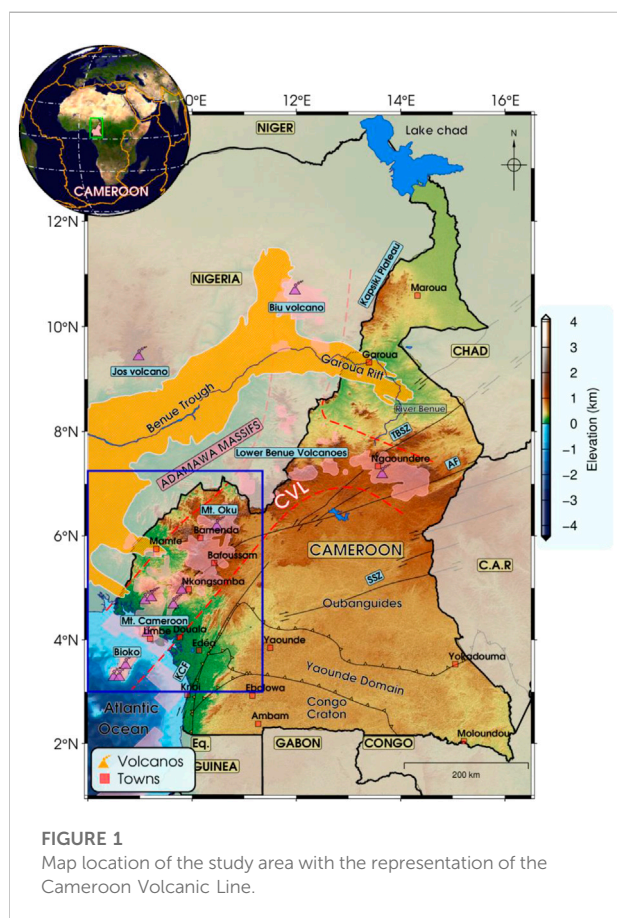 CAMEROON
0°E
12°E
14°E
16°E
NIGER
Lake chad
N
12°N
Kapsiki Plateau
NIGERIA
Maroua
Biu volcano
10°N
CHAD
Jos volcano
Garoua
Garoua Rift
Benue Trough
River Benue
8°N
TBSZ
ADAMAWA MASSIFS
Lower Benue Volcanoes
Ngaoundere
AF
CVL
Mt. Oku
6°N
Bamenda
Mamfe
CAMEROON
Bafoussam
C.A.R
Nkongsamba
SSZ
Oubanguides
Mt. Cameroon
4°N
Limbe
Douala
Edéa
Yaounde
Bioko
Yokadouma
KCF
Yaounde Domain
Kribi
Ebolowa
Atlantic
Ocean
Congo
Craton
Ambam
2°N
Moloundou
Eq.
GUINEA
GABON
CONGO
Volcanos
Towns
200 km
4
3
2
1
0
−1
−2
−3
−4
Elevation (km)
FIGURE 1
Map location of the study area with the representation of the
Cameroon Volcanic Line.